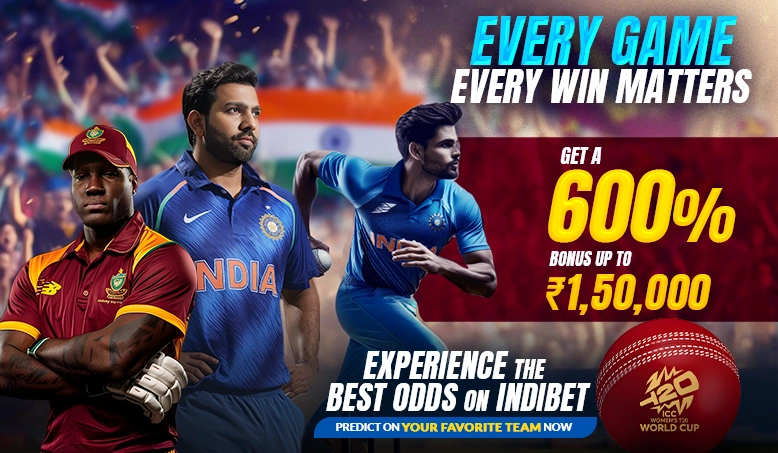 EVERY GAME
EVERY WIN MATTERS
GET A
600%
BONUS UP TO
₹1,50,000
INDIA
INDIA
EXPERIENCE THE
BEST ODDS ON INDIBET
PREDICT ON YOUR FAVORITE TEAM NOW
T20
ICC
WOMEN'S T20
WORLD CUP